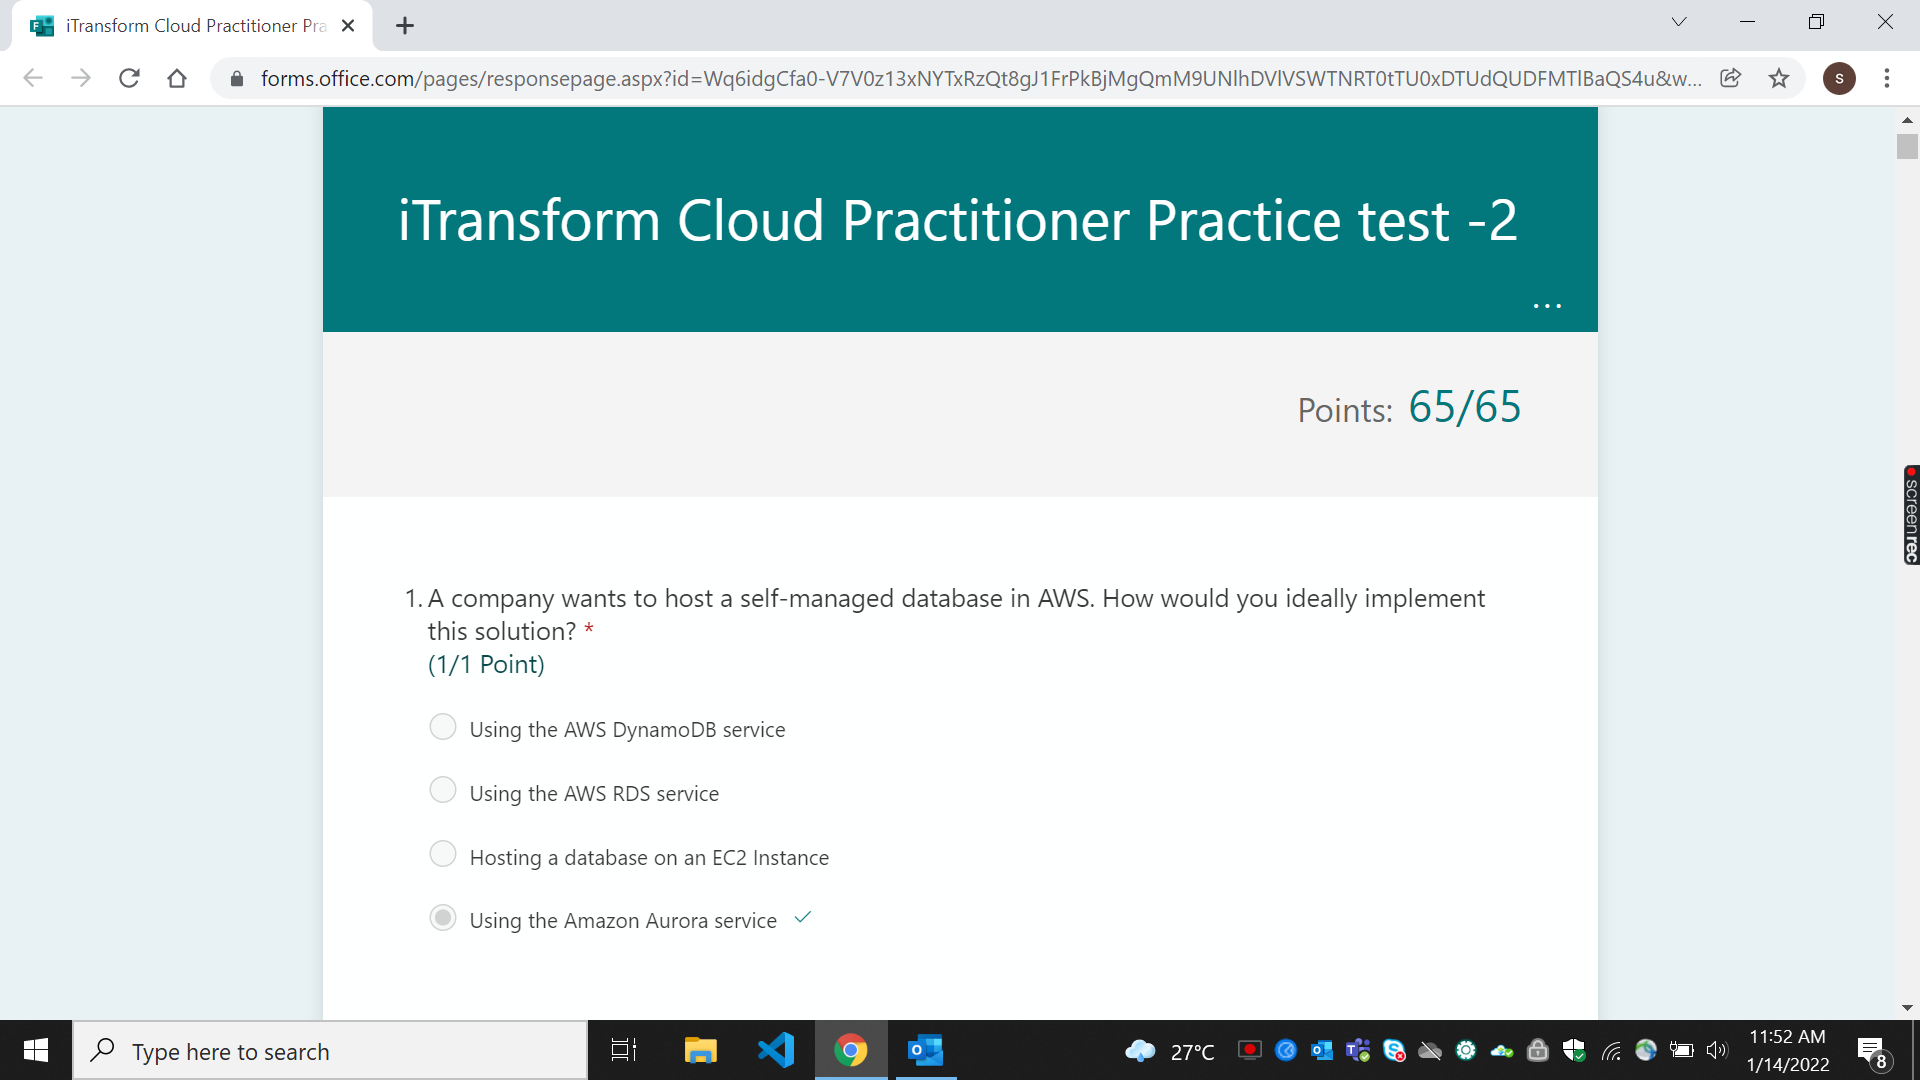 iTransform Cloud Practitioner Pra
forms.office.com/pages/responsepage.aspx?id=Wq6idgCfa0-V7V0z13xNYTxRzQt8gJ1FrPkBjMgQmM9UNlhDVlVSWTNRT0tTU0xDTUdQUDFMTlBaQS4u&w...
S
iTransform Cloud Practitioner Practice test -2
...
Points: 65/65
1. A company wants to host a self-managed database in AWS. How would you ideally implement
this solution? *
(1/1 Point)
Using the AWS DynamoDB service
Using the AWS RDS service
Hosting a database on an EC2 Instance
Using the Amazon Aurora service
screenrec
Type here to search
27°C
11:52 AM
1/14/2022
8